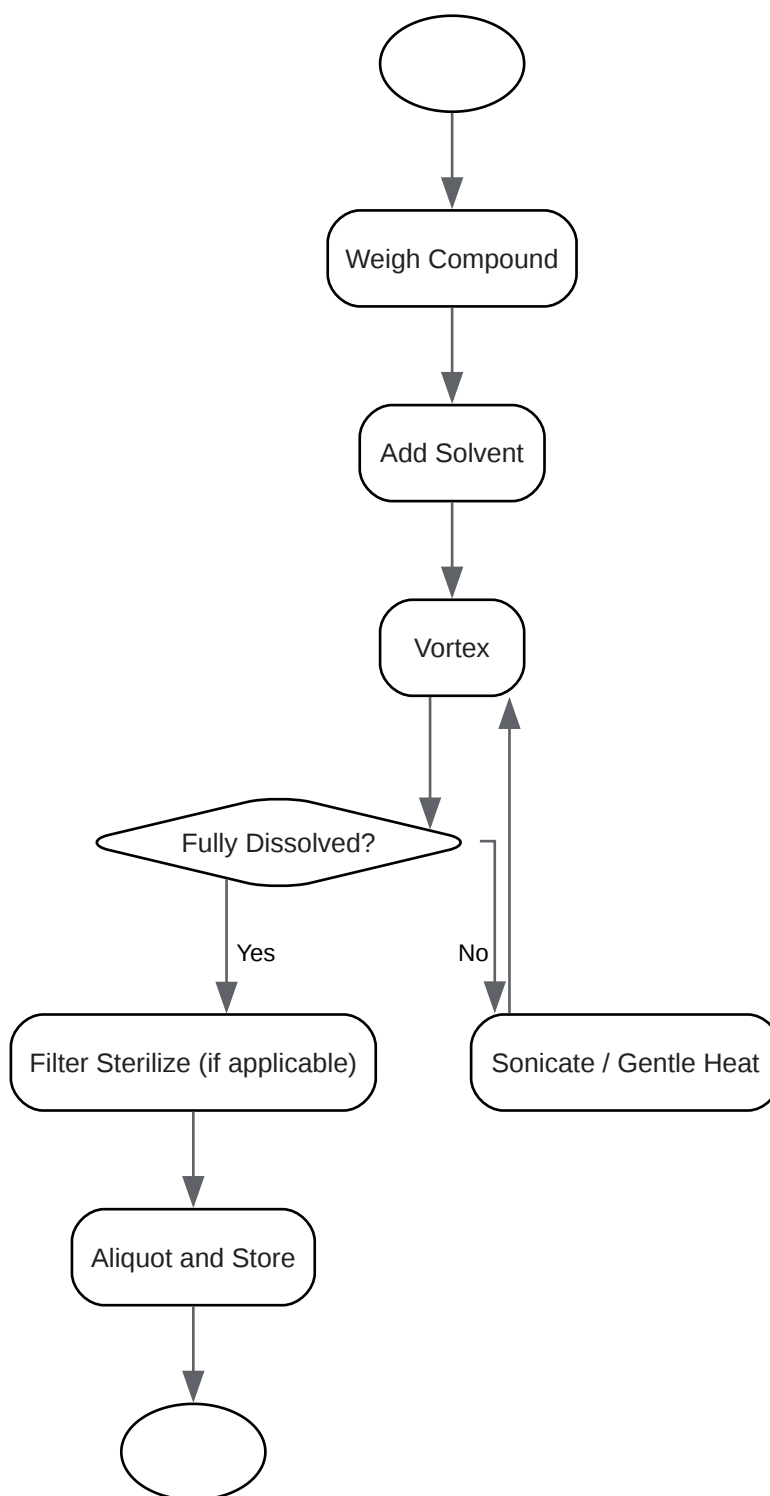 Weigh Compound
Add Solvent
Vortex
Fully Dissolved?
Yes
No
Filter Sterilize (if applicable)
Sonicate / Gentle Heat
Aliquot and Store